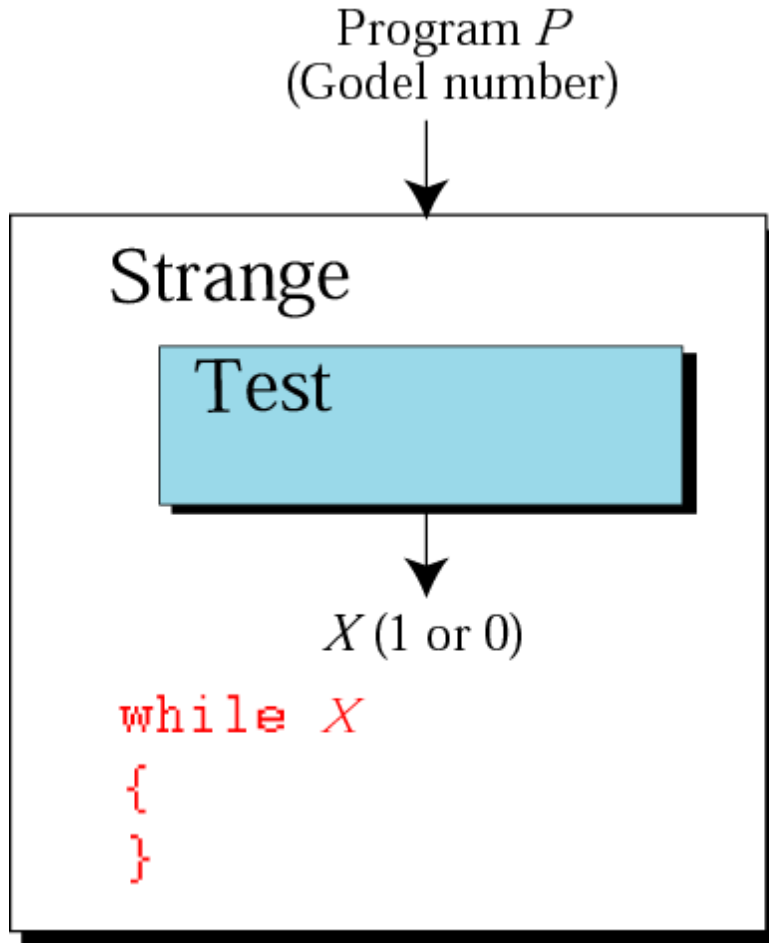 Program P
(Godel number)
Strange
Test
X (1 or 0)
while X
{
}